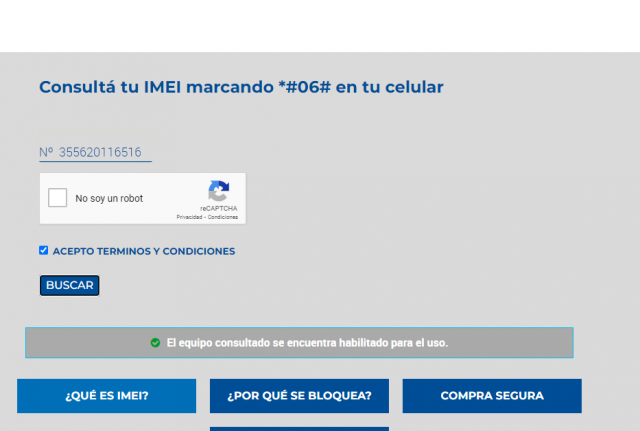 Consultá tu IMEI marcando *#06# en tu celular
Nº 355620116516
No soy un robot
reCAPTCHA
Privacidad - Condiciones
ACEPTO TERMINOS Y CONDICIONES
BUSCAR
El equipo consultado se encuentra habilitado para el uso.
¿QUÉ ES IMEI?
¿POR QUÉ SE BLOQUEA?
COMPRA SEGURA